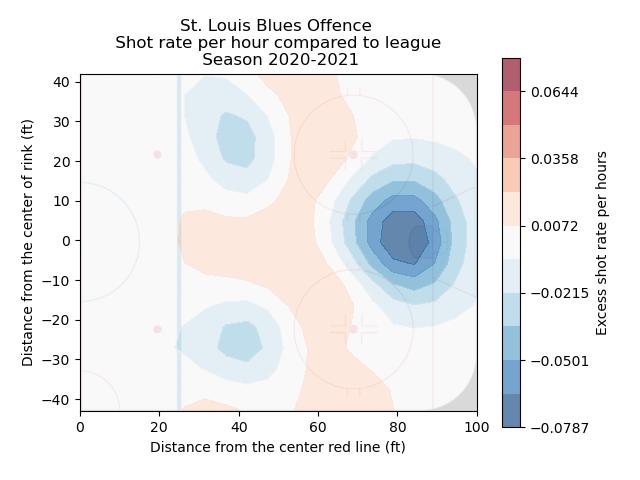 St. Louis Blues Offence
Shot rate per hour compared to league
Season 2020-2021
Distance from the center of rink (ft)
40
30
20
10
0
−10
−20
−30
−40
0 20 40 60 80 100
Distance from the center red line (ft)
0.0644
0.0358
0.0072
−0.0215
−0.0501
−0.0787
Excess shot rate per hours